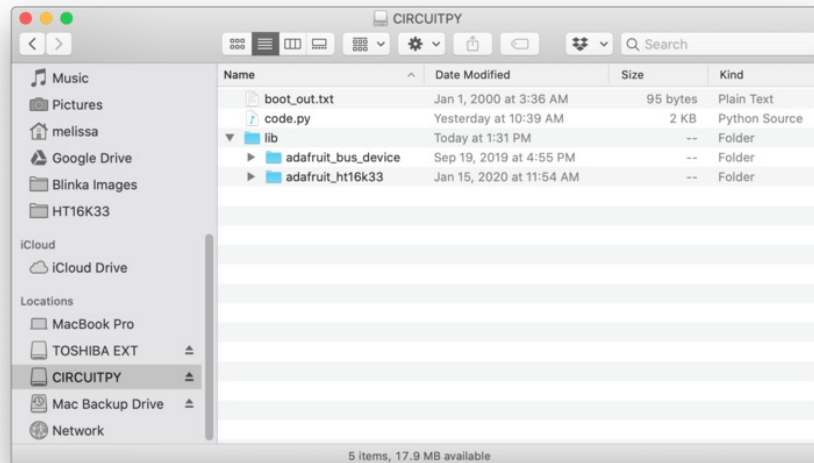 CIRCUITPY
Search
Music
Pictures
melissa
Google Drive
Blinka Images
HT16K33
iCloud
iCloud Drive
Locations
MacBook Pro
TOSHIBA EXT
CIRCUITPY
Mac Backup Drive
Network
Name Date Modified Size Kind
boot_out.txt Jan 1, 2000 at 3:36 AM 95 bytes Plain Text
code.py Yesterday at 10:39 AM 2 KB Python Source
lib Today at 1:31 PM -- Folder
adafruit_bus_device Sep 19, 2019 at 4:55 PM -- Folder
adafruit_ht16k33 Jan 15, 2020 at 11:54 AM -- Folder
5 items, 17.9 MB available